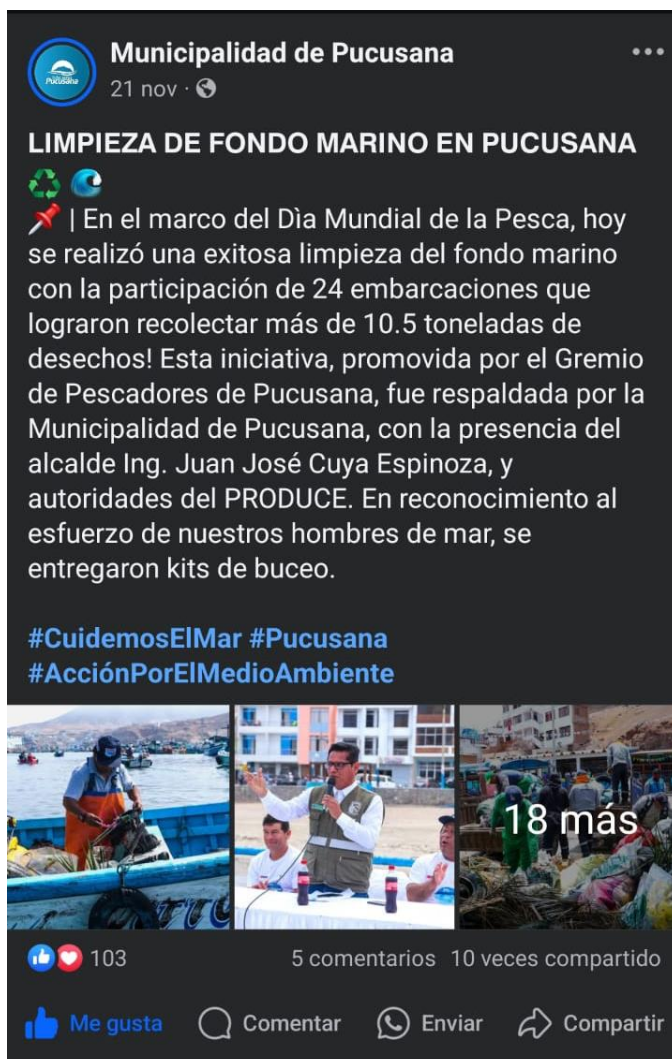 Municipalidad de Pucusana
21 nov ·
LIMPIEZA DE FONDO MARINO EN PUCUSANA
♻️ 🌊
📌 | En el marco del Dìa Mundial de la Pesca, hoy
se realizó una exitosa limpieza del fondo marino
con la participación de 24 embarcaciones que
lograron recolectar más de 10.5 toneladas de
desechos! Esta iniciativa, promovida por el Gremio
de Pescadores de Pucusana, fue respaldada por la
Municipalidad de Pucusana, con la presencia del
alcalde Ing. Juan José Cuya Espinoza, y
autoridades del PRODUCE. En reconocimiento al
esfuerzo de nuestros hombres de mar, se
entregaron kits de buceo.
#CuidemosElMar #Pucusana
#AcciónPorElMedioAmbiente
18 más
103 5 comentarios 10 veces compartido
Me gusta Comentar Enviar Compartir